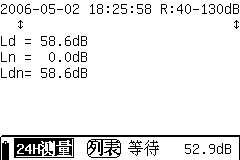 2006-05-02 18:25:58 R:40-130dB
Ld = 58.6dB
Ln =  0.0dB
Ldn= 58.6dB
24H测量 列表 等待 52.9dB